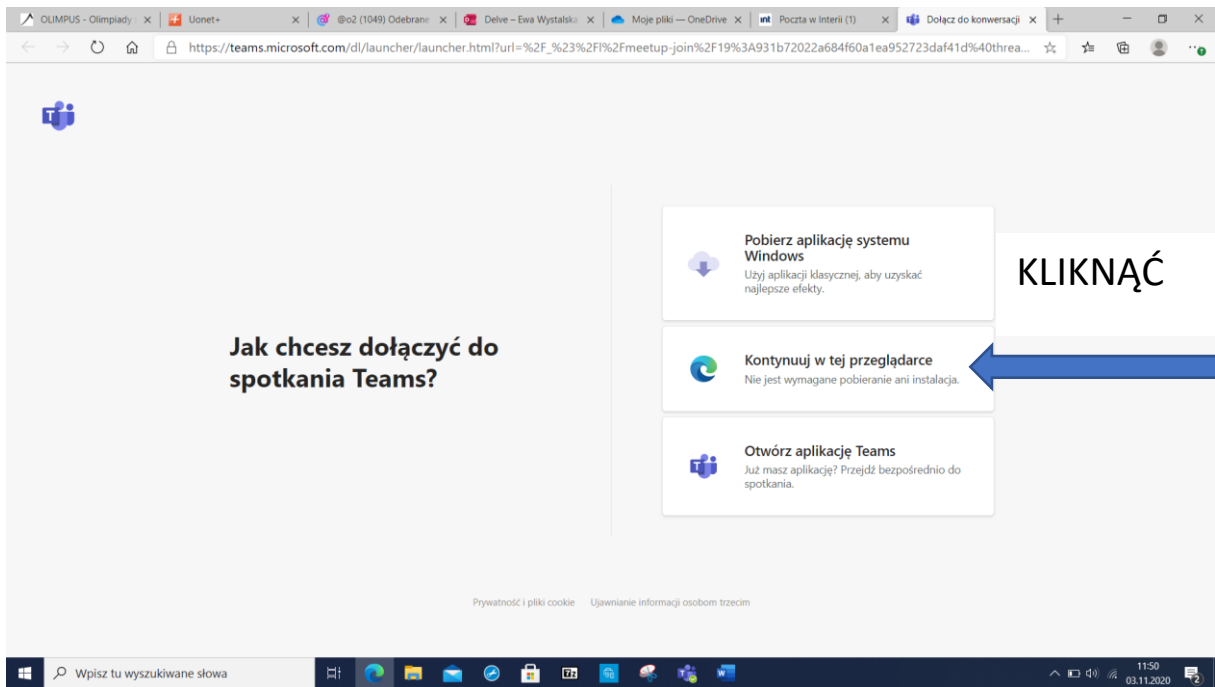 OLIMPUS - Olimpiady
Uonet+
@o2 (1049) Odebrane
Delve – Ewa Wystalska
Moje pliki — OneDrive
Poczta w Interii (1)
Dołącz do konwersacji
https://teams.microsoft.com/dl/launcher/launcher.html?url=%2F_%23%2Fl%2Fmeetup-join%2F19%3A931b72022a684f60a1ea952723daf41d%40threa...
Pobierz aplikację systemu
Windows
Użyj aplikacji klasycznej, aby uzyskać
najlepsze efekty.
KLIKNĄĆ
Jak chcesz dołączyć do
spotkania Teams?
Kontynuuj w tej przeglądarce
Nie jest wymagane pobieranie ani instalacja.
Otwórz aplikację Teams
Już masz aplikację? Przejdź bezpośrednio do
spotkania.
Prywatność i pliki cookie Ujawnianie informacji osobom trzecim
Wpisz tu wyszukiwane słowa
11:50
03.11.2020